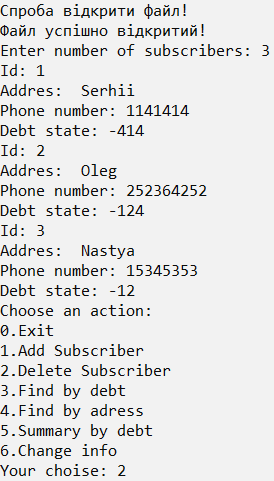 Спроба відкрити файл!
Файл успішно відкритий!
Enter number of subscribers: 3
Id: 1
Addres:  Serhii
Phone number: 1141414
Debt state: -414
Id: 2
Addres:  Oleg
Phone number: 252364252
Debt state: -124
Id: 3
Addres:  Nastya
Phone number: 15345353
Debt state: -12
Choose an action:
0.Exit
1.Add Subscriber
2.Delete Subscriber
3.Find by debt
4.Find by adress
5.Summary by debt
6.Change info
Your choise: 2